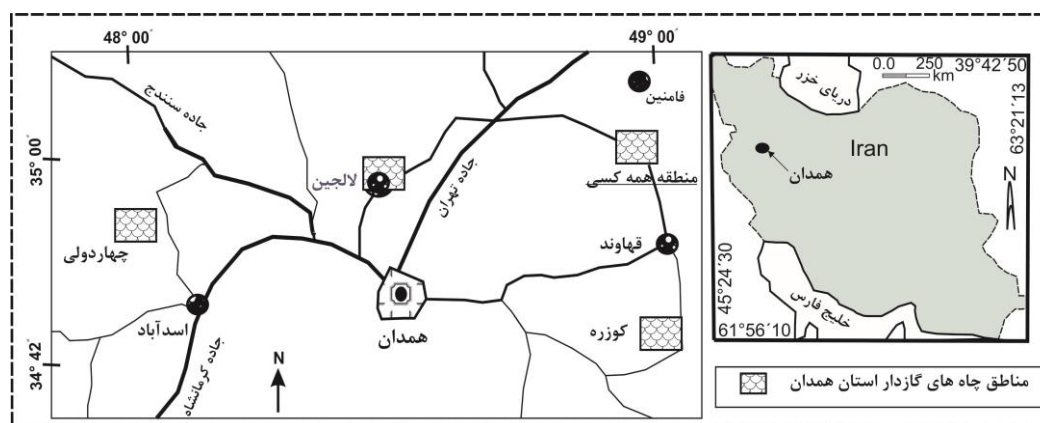 48° 00´
49° 00´
35° 00´
34° 42´
جاده سنندج
فامنین
لالجین
منطقه همه کسی
جاده تهران
چهاردولی
قهاوند
اسدآباد
همدان
کوزره
جاده کرمانشاه
N
0.0 250
km
39°42´50
63°21´13
دریای خزر
Iran
همدان
N
45°24´30
خلیج فارس
61°56´10
مناطق چاه های گازدار استان همدان